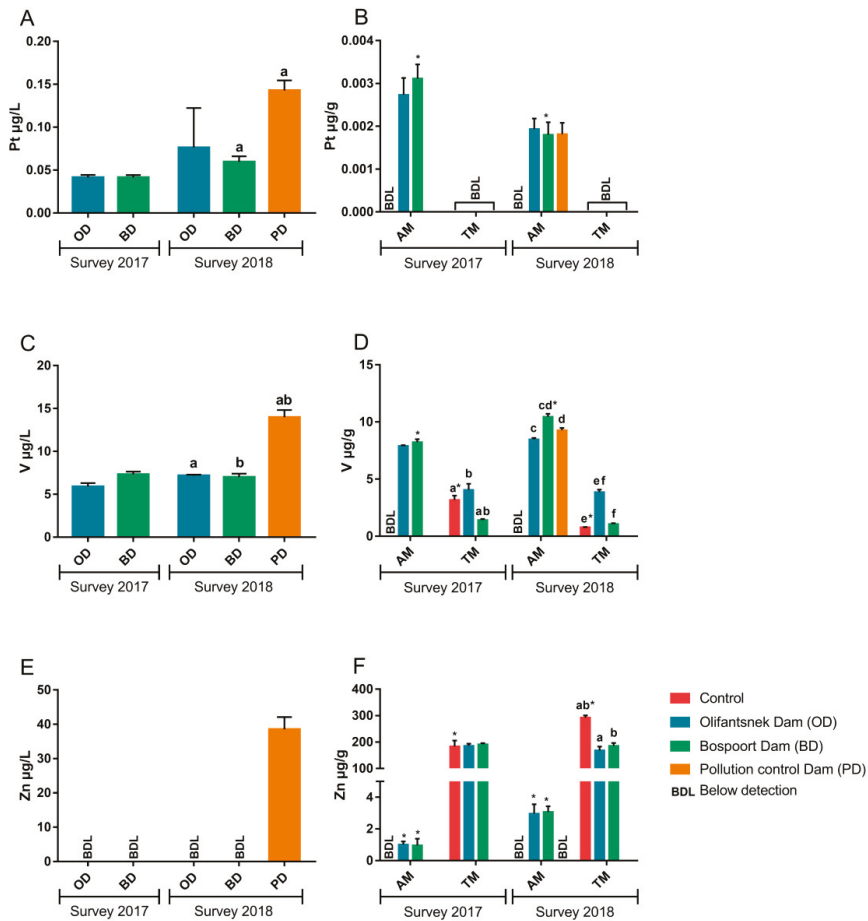 A
Pt µg/L
0.20
0.15
0.10
0.05
0.00
a
a
OD
BD
OD
BD
PD
Survey 2017
Survey 2018
B
Pt µg/g
0.004
0.003
0.002
0.001
0.000
*
*
BDL
BDL
BDL
BDL
AM
TM
AM
TM
Survey 2017
Survey 2018
C
V µg/L
20
15
10
5
0
a
b
ab
OD
BD
OD
BD
PD
Survey 2017
Survey 2018
D
V µg/g
15
10
5
0
BDL
*
a*
b
ab
BDL
c
cd*
d
e*
ef
f
AM
TM
AM
TM
Survey 2017
Survey 2018
E
Zn µg/L
50
40
30
20
10
0
BDL
BDL
BDL
BDL
OD
BD
OD
BD
PD
Survey 2017
Survey 2018
F
Zn µg/g
400
300
200
100
4
2
0
BDL
*
*
*
BDL
*
*
BDL
ab*
a
b
AM
TM
AM
TM
Survey 2017
Survey 2018
Control
Olifantsnek Dam (OD)
Bospoort Dam (BD)
Pollution control Dam (PD)
BDL Below detection